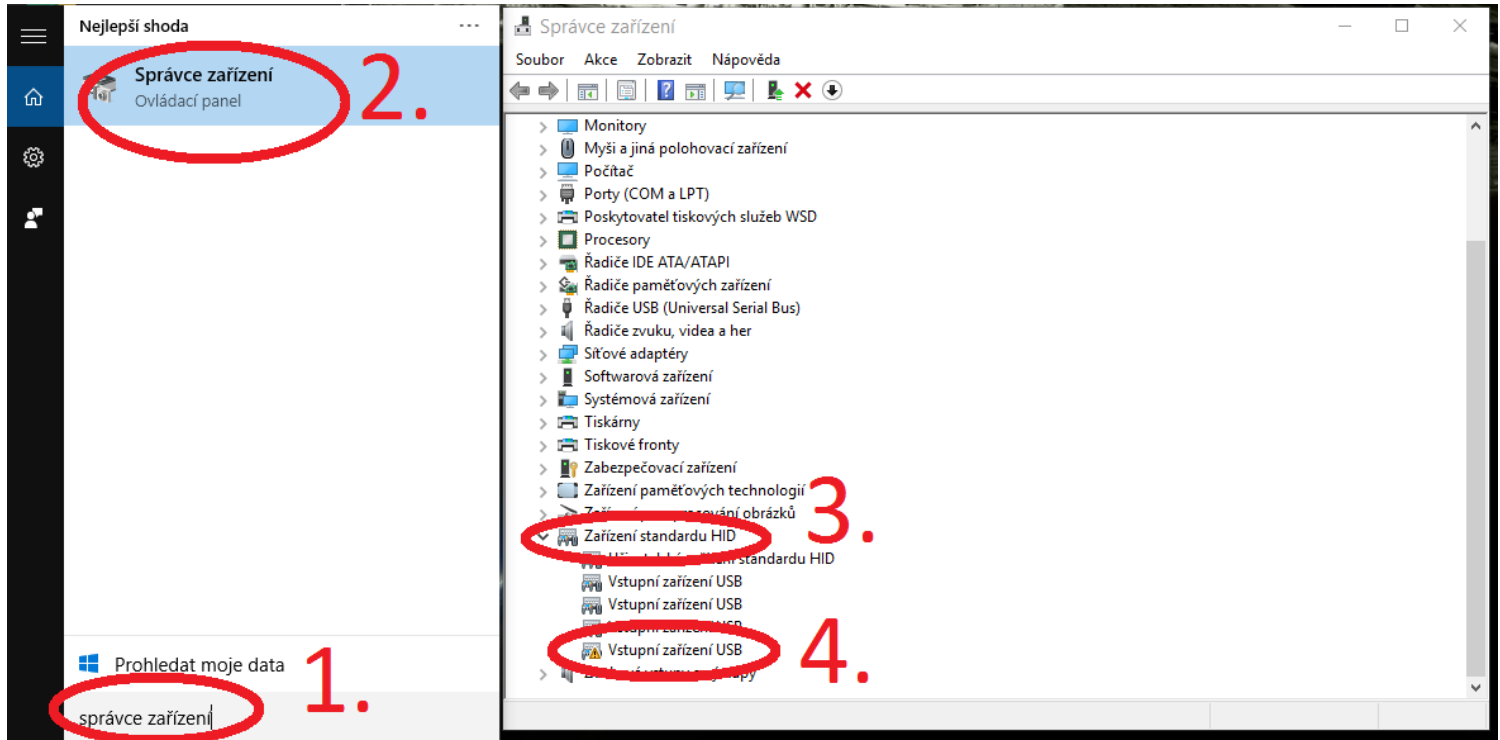 Nejlepší shoda
Správce zařízení
Ovládací panel
2.
Prohledat moje data
1.
správce zařízení
Správce zařízení
Soubor Akce Zobrazit Nápověda
Monitory
Myši a jiná polohovací zařízení
Počítač
Porty (COM a LPT)
Poskytovatel tiskových služeb WSD
Procesory
Řadiče IDE ATA/ATAPI
Řadiče paměťových zařízení
Řadiče USB (Universal Serial Bus)
Řadiče zvuku, videa a her
Síťové adaptéry
Softwarová zařízení
Systémová zařízení
Tiskárny
Tiskové fronty
Zabezpečovací zařízení
Zařízení paměťových technologií
3.
obrázků
Zařízení standardu HID
standardu HID
Vstupní zařízení USB
Vstupní zařízení USB
Vstupní zařízení USB
Vstupní zařízení USB
4.